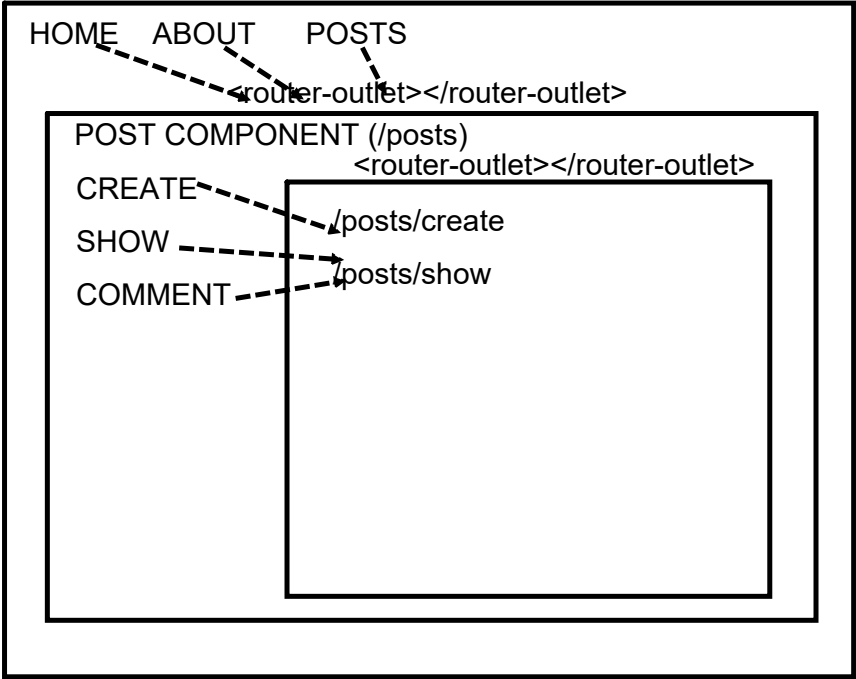 HOME ABOUT POSTS
<router-outlet></router-outlet>
POST COMPONENT (/posts)
<router-outlet></router-outlet>
CREATE
/posts/create
SHOW
/posts/show
COMMENT